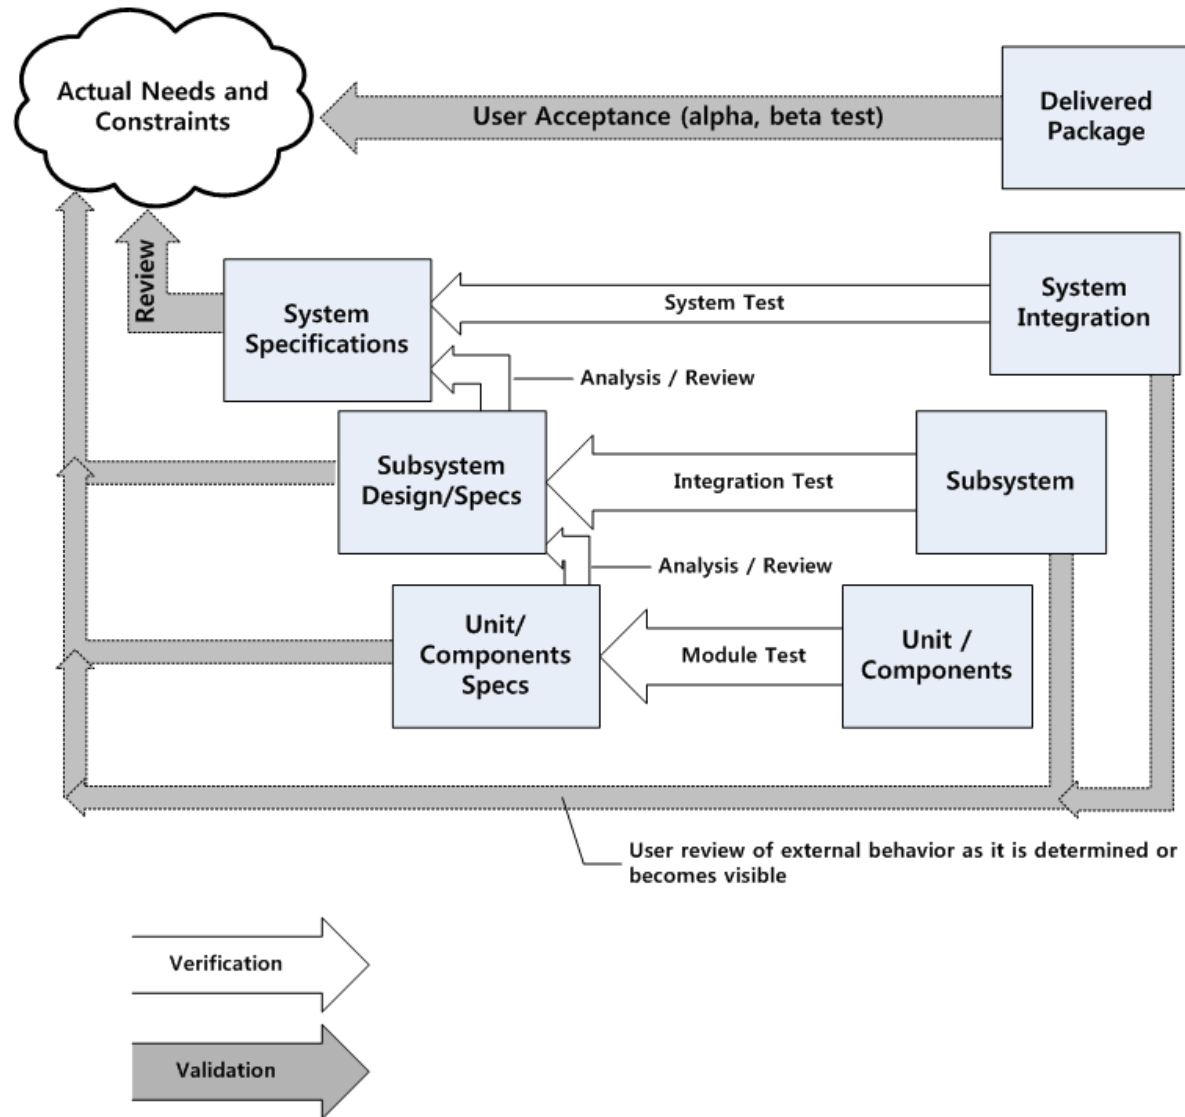 Actual Needs and
Constraints
User Acceptance (alpha, beta test)
Delivered
Package
Review
System
Specifications
System Test
System
Integration
Analysis / Review
Subsystem
Design/Specs
Integration Test
Subsystem
Analysis / Review
Unit/
Components
Specs
Module Test
Unit /
Components
User review of external behavior as it is determined or
becomes visible
Verification
Validation